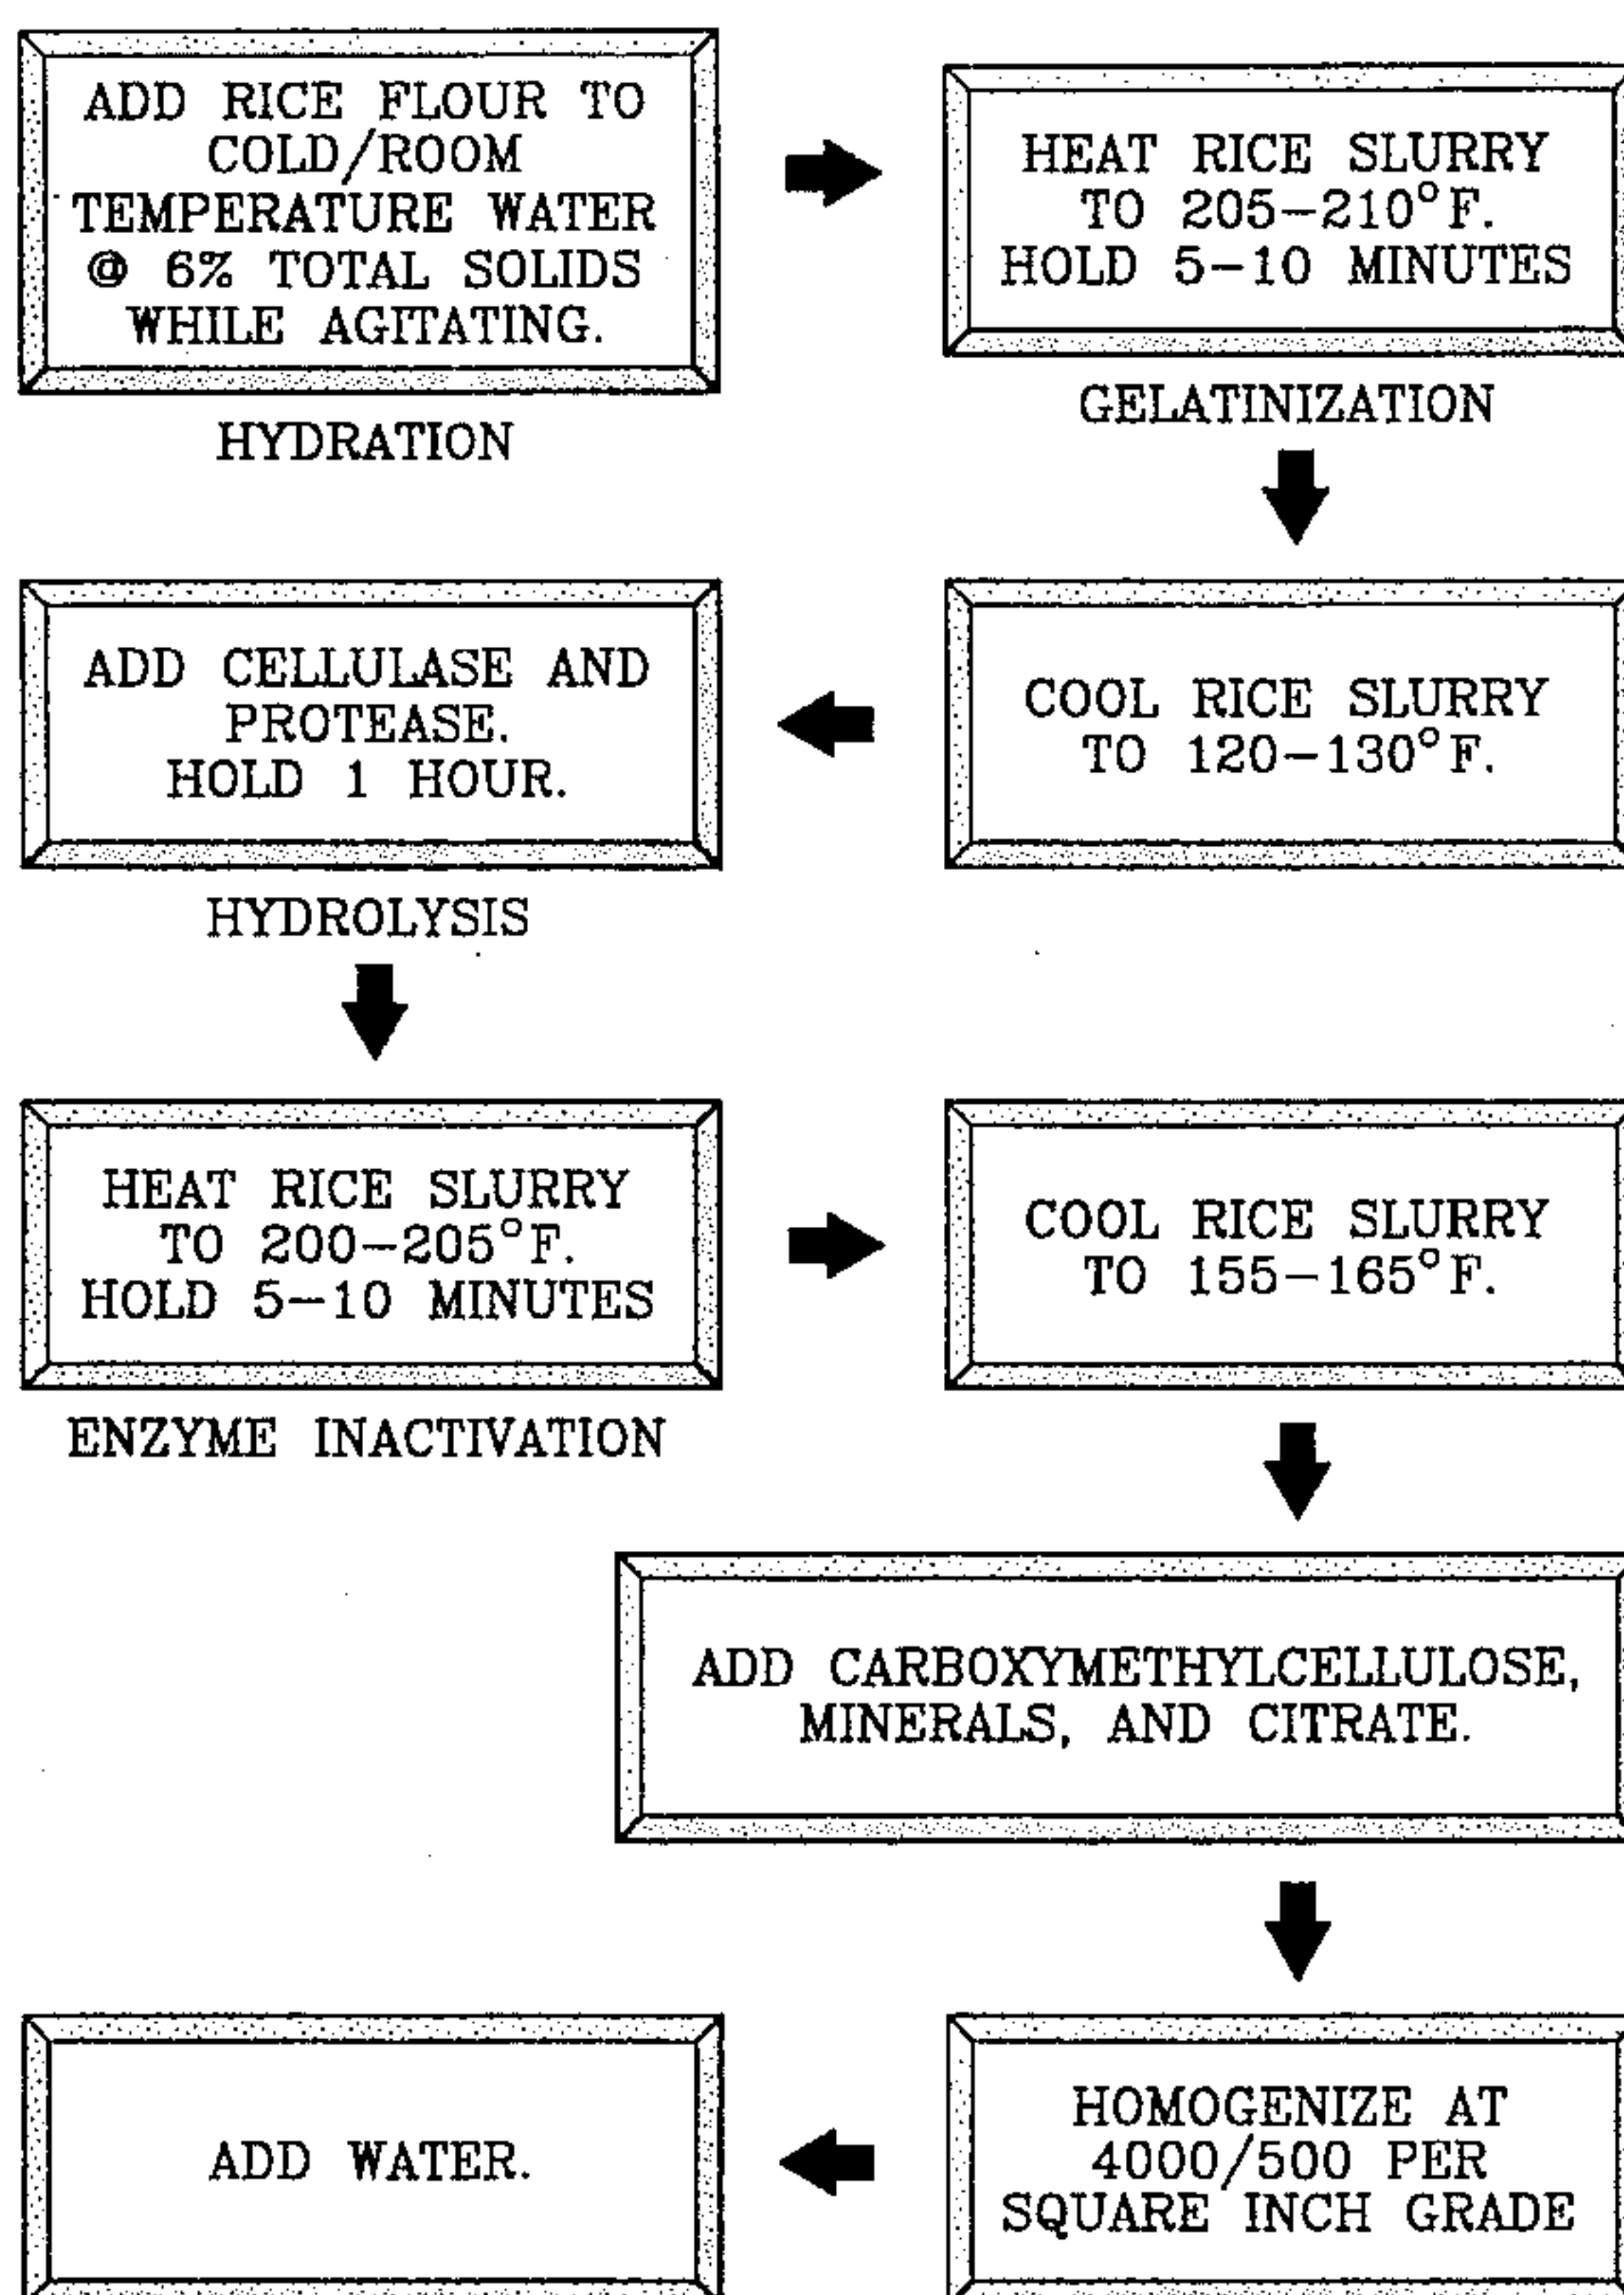 ADD RICE FLOUR TO
COLD/ROOM
TEMPERATURE WATER
@ 6% TOTAL SOLIDS
WHILE AGITATING.
HYDRATION
HEAT RICE SLURRY
TO 205-210°F.
HOLD 5-10 MINUTES
GELATINIZATION
COOL RICE SLURRY
TO 120-130°F.
ADD CELLULASE AND
PROTEASE.
HOLD 1 HOUR.
HYDROLYSIS
HEAT RICE SLURRY
TO 200-205°F.
HOLD 5-10 MINUTES
ENZYME INACTIVATION
COOL RICE SLURRY
TO 155-165°F.
ADD CARBOXYMETHYLCELLULOSE,
MINERALS, AND CITRATE.
HOMOGENIZE AT
4000/500 PER
SQUARE INCH GRADE
ADD WATER.